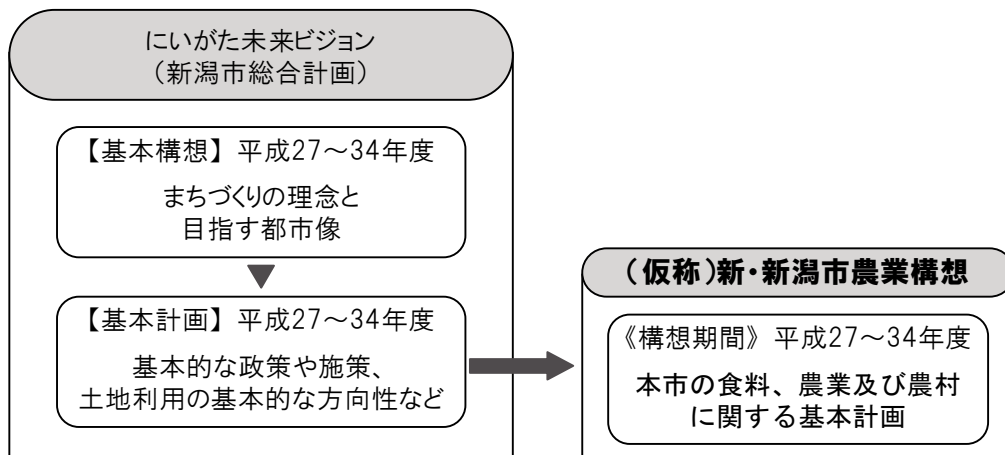 にいがた未来ビジョン
（新潟市総合計画）
【基本構想】平成27～34年度
まちづくりの理念と
目指す都市像
【基本計画】平成27～34年度
基本的な政策や施策、
土地利用の基本的な方向性など
（仮称）新・新潟市農業構想
《構想期間》平成27～34年度
本市の食料、農業及び農村
に関する基本計画